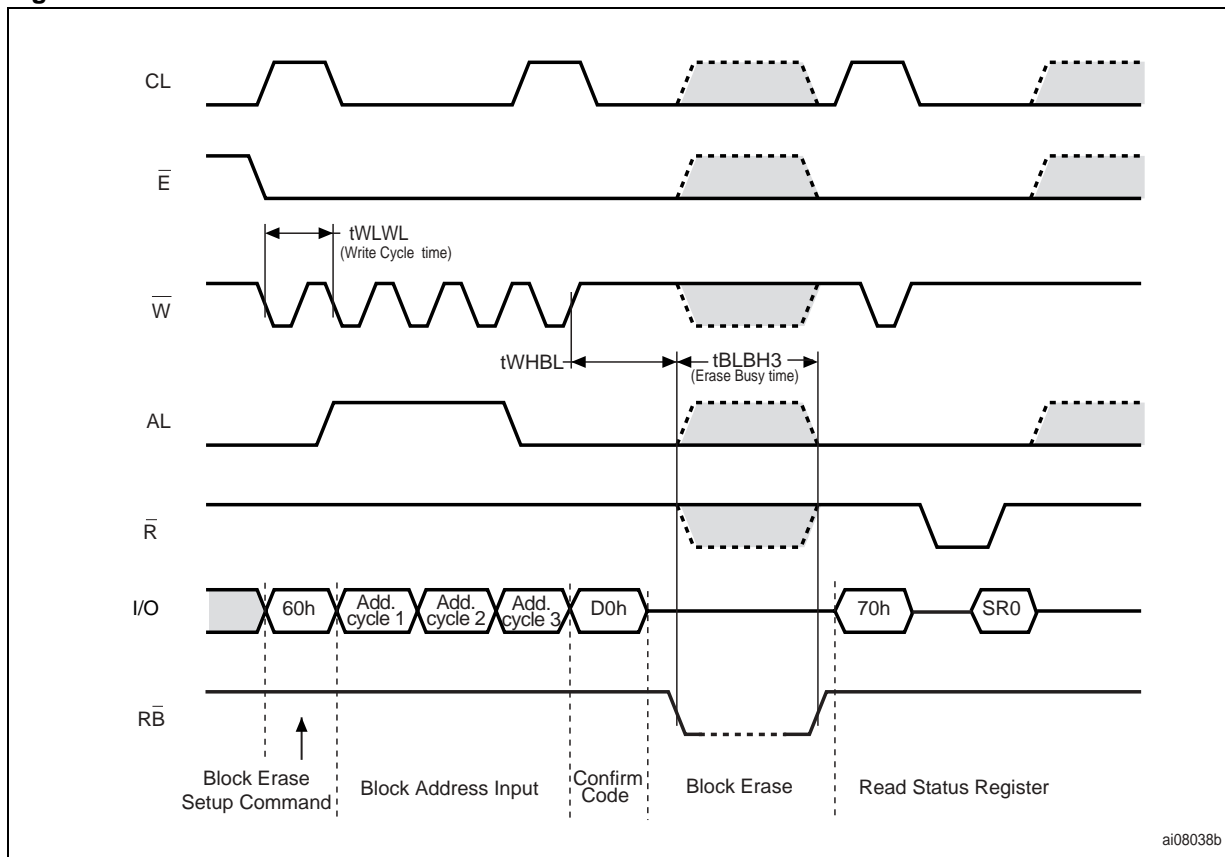 CL
E̅
tWLWL
(Write Cycle time)
W̅
tWHBL
tBLBH3
(Erase Busy time)
AL
R̅
I/O
60h
Add.
cycle 1
Add.
cycle 2
Add.
cycle 3
D0h
70h
SR0
RB̅
Block Erase
Setup Command
Block Address Input
Confirm
Code
Block Erase
Read Status Register
ai08038b